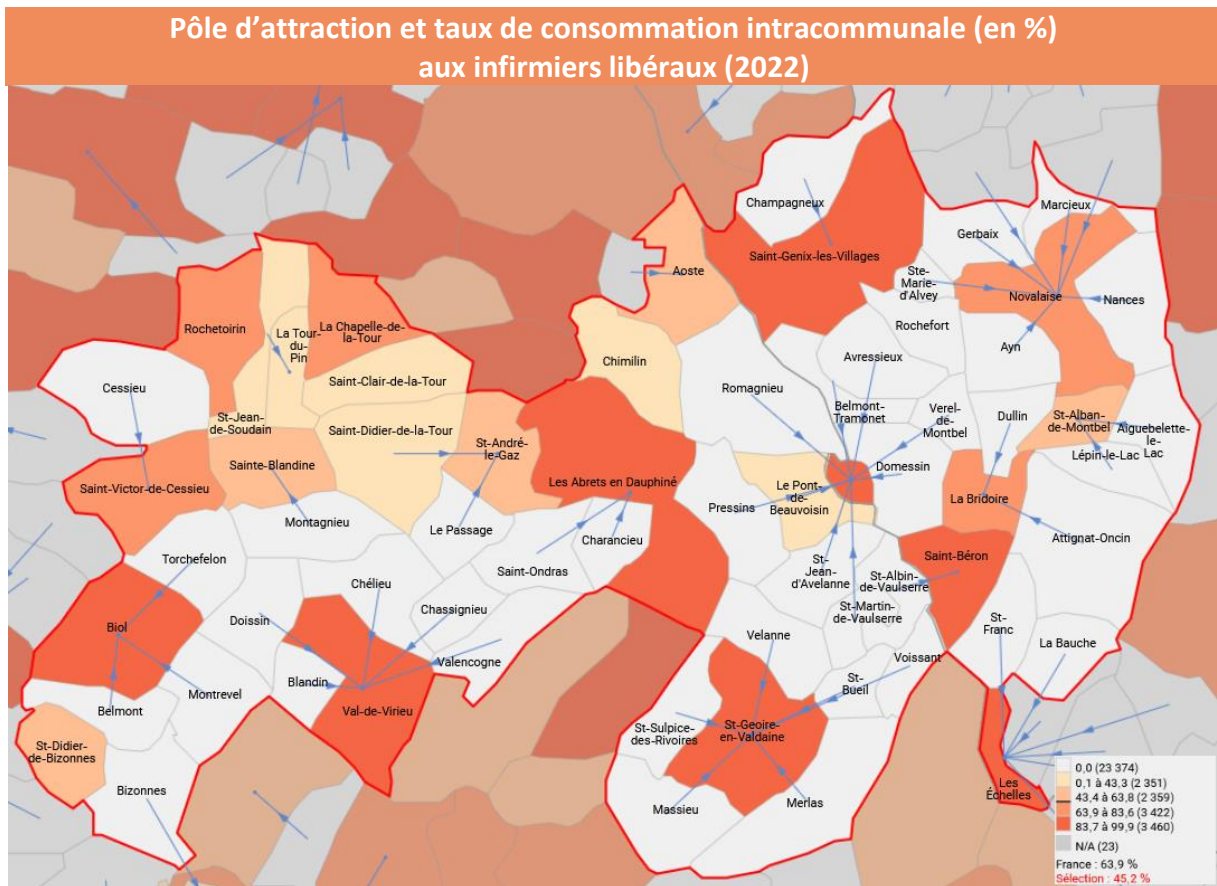 Pôle d'attraction et taux de consommation intracommunale (en %)
aux infirmiers libéraux (2022)
Champagneux
Saint-Genix-les-Villages
Aoste
Marcieux
Gerbaix
Ste-
Marie-
d'Alvey
Novalaise
Nances
Rochefort
Ayn
Rochetoirin
La Tour-
du-
Pin
La Chapelle-de-
la-Tour
Chimilin
Avressieux
Cessieu
Saint-Clair-de-la-Tour
Romagnieu
St-Jean-
de-Soudain
Saint-Didier-de-la-Tour
Belmont-
Tramonet
Verel-
de-
Montbel
Dullin
St-Alban-
de-Montbel
Aiguebelette-
le-
Lac
Lépin-le-Lac
St-André-
le-Gaz
Sainte-Blandine
Saint-Victor-de-Cessieu
Les Abrets en Dauphiné
Domessin
Le Pont-
de-
Beauvoisin
Pressins
La Bridoire
Montagnieu
Le Passage
Charancieu
Attignat-Oncin
Torchefelon
Saint-Ondras
St-
Jean-
d'Avelanne
St-Albin-
de-Vaulserre
Saint-Béron
Chélieu
Chassignieu
St-Martin-
de-Vaulserre
St-
Franc
Biol
Doissin
Velanne
La Bauche
Valencogne
Voissant
Blandin
Montrevel
St-
Bueil
Belmont
Val-de-Virieu
St-Sulpice-
des-Rivoires
St-Geoire-
en-Valdaine
St-Didier-
de-Bizonnes
Bizonnes
Massieu
Merlas
Les
Échelles
0,0 (23 374)
0,1 à 43,3 (2 351)
43,4 à 63,8 (2 359)
63,9 à 83,6 (3 422)
83,7 à 99,9 (3 460)
N/A (23)
France : 63,9 %
Sélection : 45,2 %